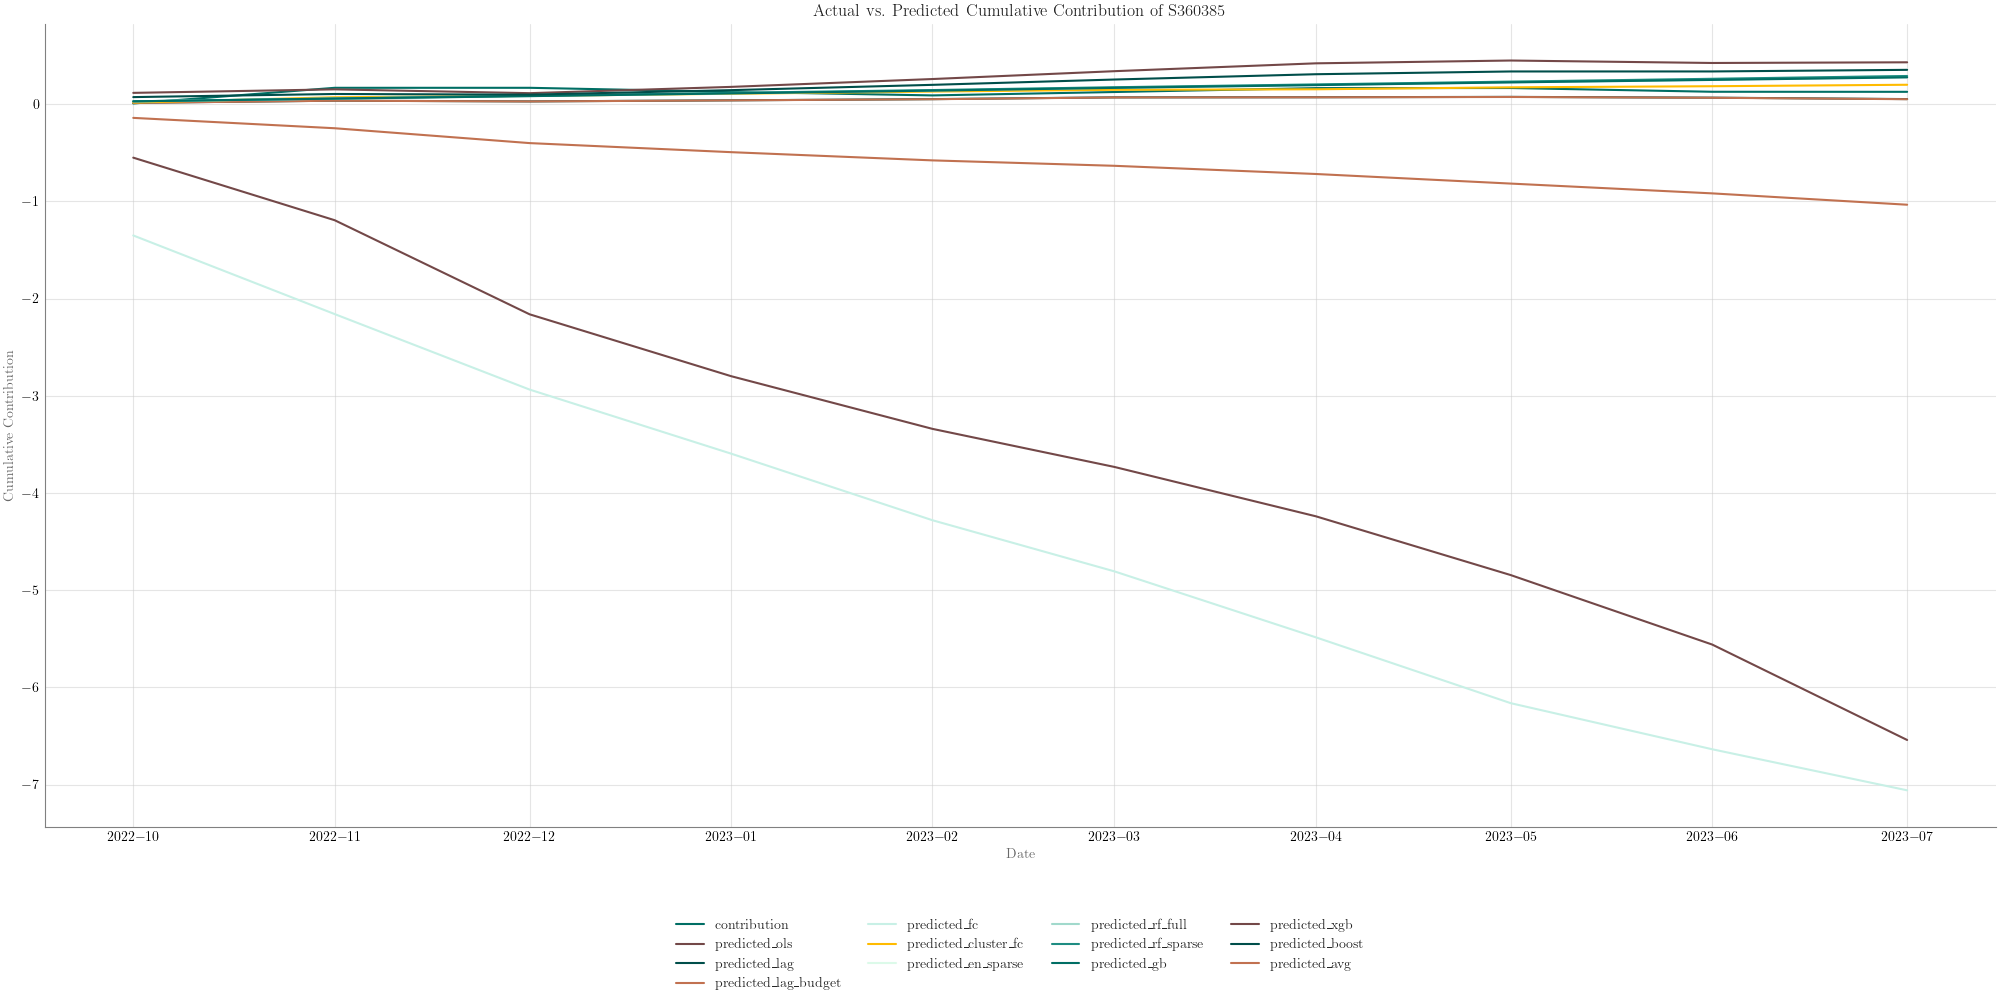 Actual vs. Predicted Cumulative Contribution of S360385
Cumulative Contribution
0
−1
−2
−3
−4
−5
−6
−7
2022−10 2022−11 2022−12 2023−01 2023−02 2023−03 2023−04 2023−05 2023−06 2023−07
Date
contribution predicted_fc predicted_rf_full predicted_xgb
predicted_ols predicted_cluster_fc predicted_rf_sparse predicted_boost
predicted_lag predicted_en_sparse predicted_gb predicted_avg
predicted_lag_budget